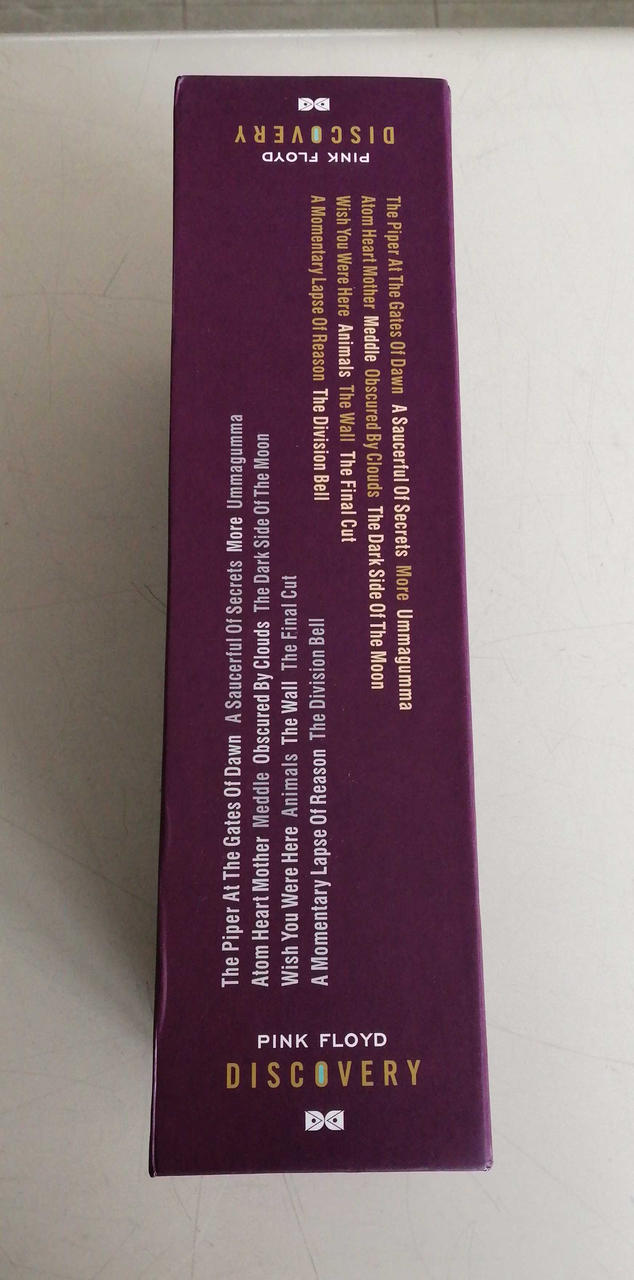 PINK FLOYD
DISCOVERY
The Piper At The Gates Of Dawn A Saucerful Of Secrets More Ummagumma
Atom Heart Mother Meddle Obscured By Clouds The Dark Side Of The Moon
Wish You Were Here Animals The Wall The Final Cut
A Momentary Lapse Of Reason The Division Bell
The Piper At The Gates Of Dawn A Saucerful Of Secrets More Ummagumma
Atom Heart Mother Meddle Obscured By Clouds The Dark Side Of The Moon
Wish You Were Here Animals The Wall The Final Cut
A Momentary Lapse Of Reason The Division Bell
PINK FLOYD
DISCOVERY